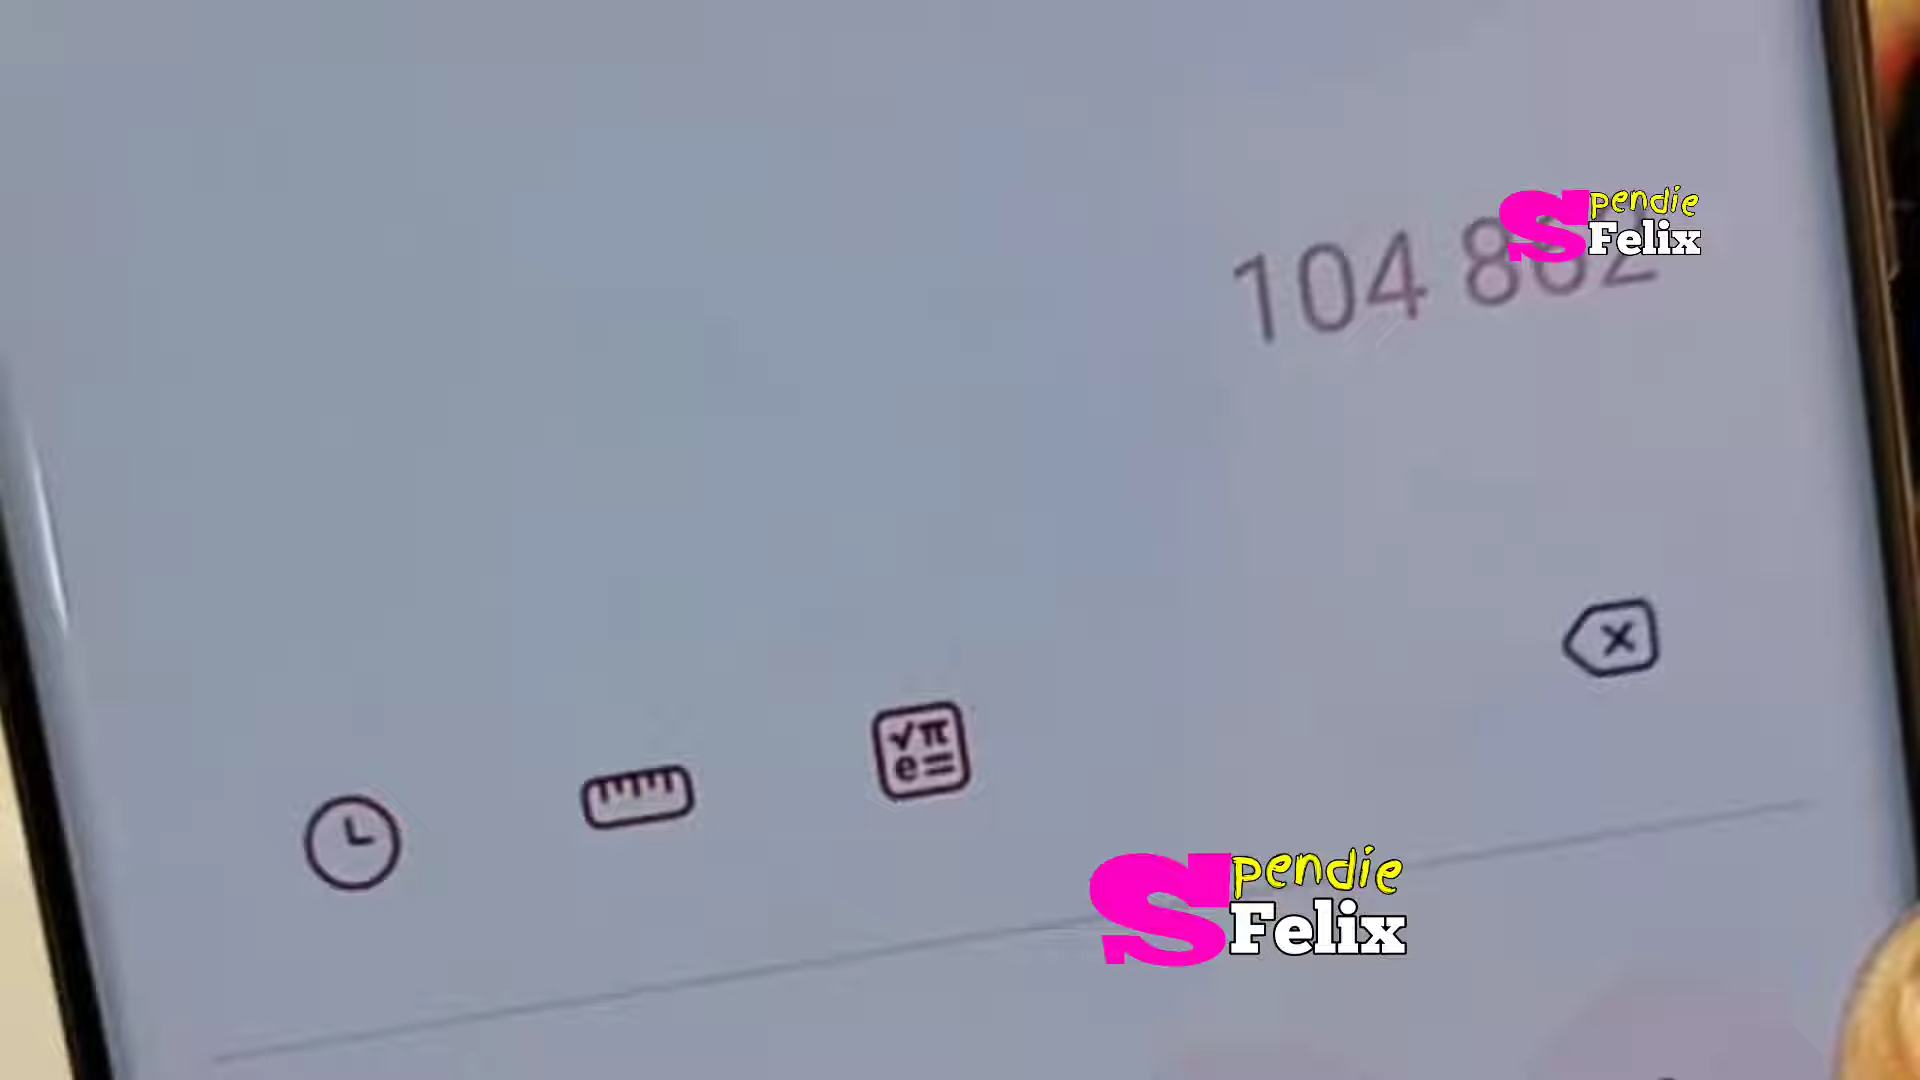 Spendie
Felix
104 8
√π
e=
Spendie
Felix